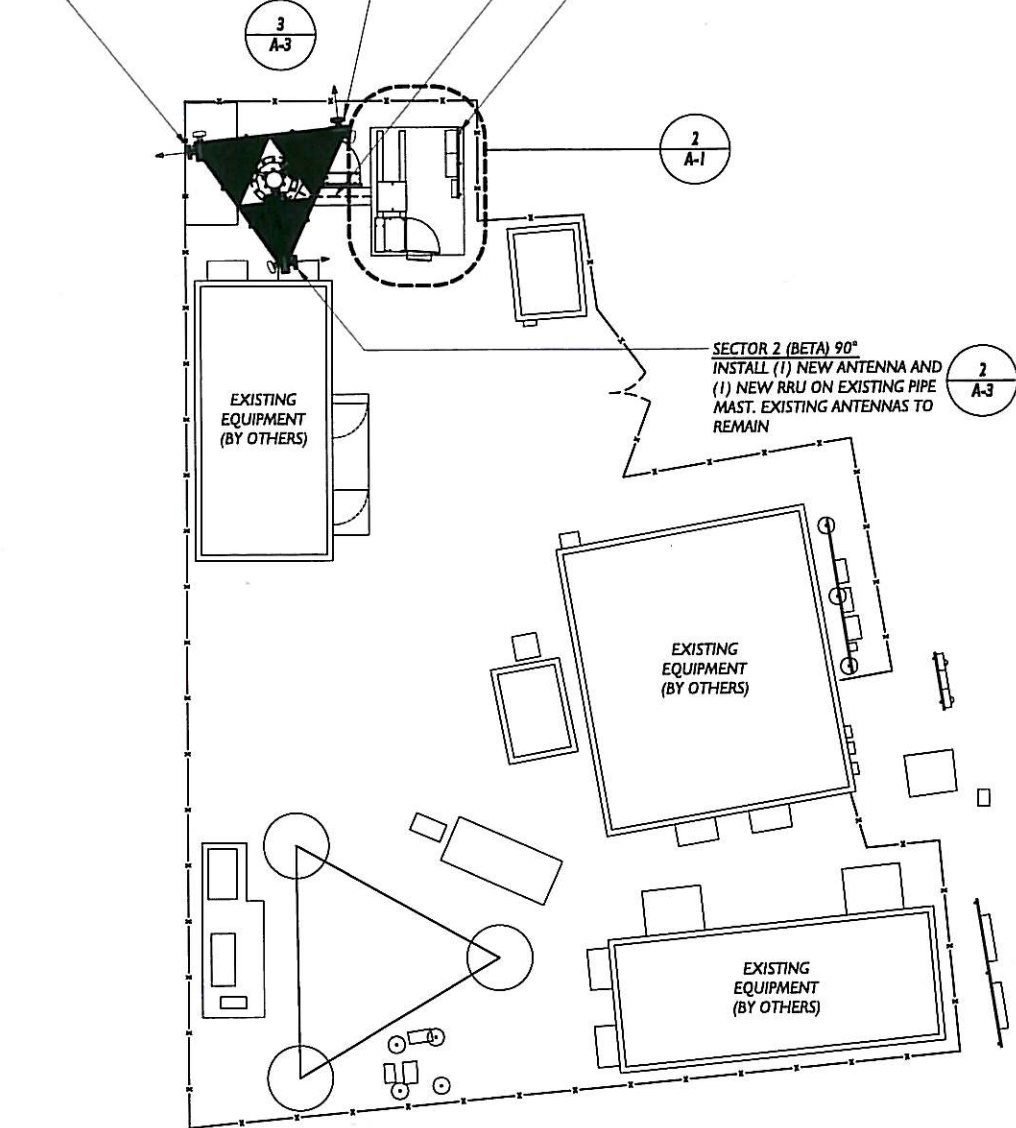 3
A-3
2
A-1
SECTOR 2 (BETA) 90°
INSTALL (1) NEW ANTENNA AND
(1) NEW RRU ON EXISTING PIPE
MAST. EXISTING ANTENNAS TO
REMAIN
2
A-3
EXISTING
EQUIPMENT
(BY OTHERS)
EXISTING
EQUIPMENT
(BY OTHERS)
EXISTING
EQUIPMENT
(BY OTHERS)